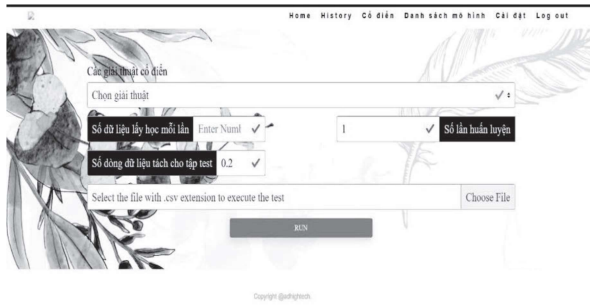 Home History Cổ điển Danh sách mô hình Cài đặt Log out
Các giải thuật cổ điển
Chọn giải thuật
Số dữ liệu lấy học mỗi lần Enter Numl 1 Số lần huấn luyện
Số dòng dữ liệu tách cho tập test 0.2
Select the file with .csv extension to execute the test Choose File
RUN